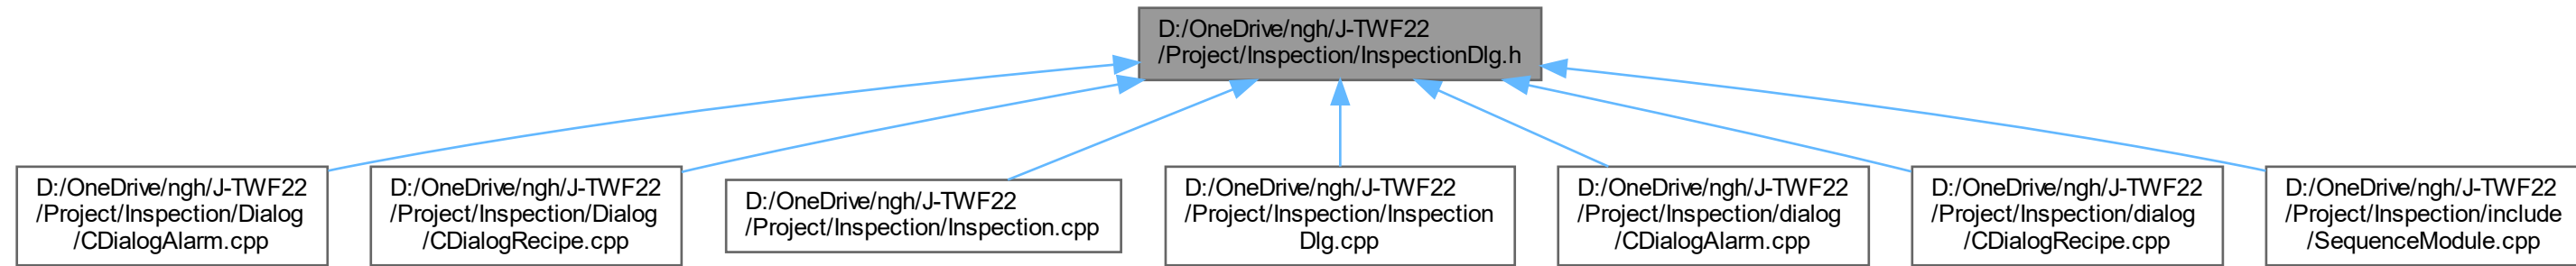 D:/OneDrive/ngh/J-TWF22
/Project/Inspection/InspectionDlg.h
D:/OneDrive/ngh/J-TWF22
/Project/Inspection/Dialog
/CDialogAlarm.cpp
D:/OneDrive/ngh/J-TWF22
/Project/Inspection/Dialog
/CDialogRecipe.cpp
D:/OneDrive/ngh/J-TWF22
/Project/Inspection/Inspection.cpp
D:/OneDrive/ngh/J-TWF22
/Project/Inspection/Inspection
Dlg.cpp
D:/OneDrive/ngh/J-TWF22
/Project/Inspection/dialog
/CDialogAlarm.cpp
D:/OneDrive/ngh/J-TWF22
/Project/Inspection/dialog
/CDialogRecipe.cpp
D:/OneDrive/ngh/J-TWF22
/Project/Inspection/include
/SequenceModule.cpp